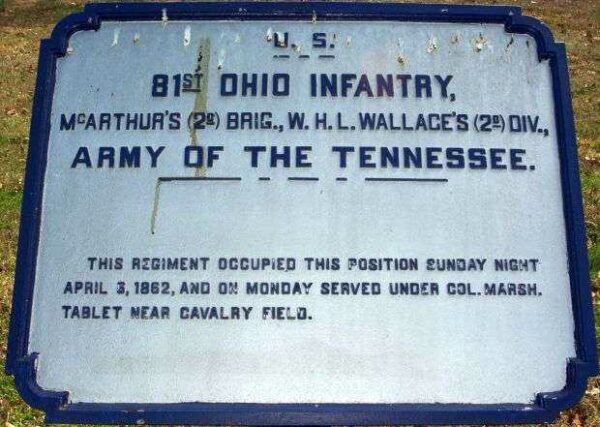 U. S.
81ST OHIO INFANTRY,
McARTHUR'S (2D) BRIG., W. H. L. WALLACE'S (2D) DIV.,
ARMY OF THE TENNESSEE.
THIS REGIMENT OCCUPIED THIS POSITION SUNDAY NIGHT
APRIL 3, 1862, AND ON MONDAY SERVED UNDER COL. MARSH.
TABLET NEAR CAVALRY FIELD.